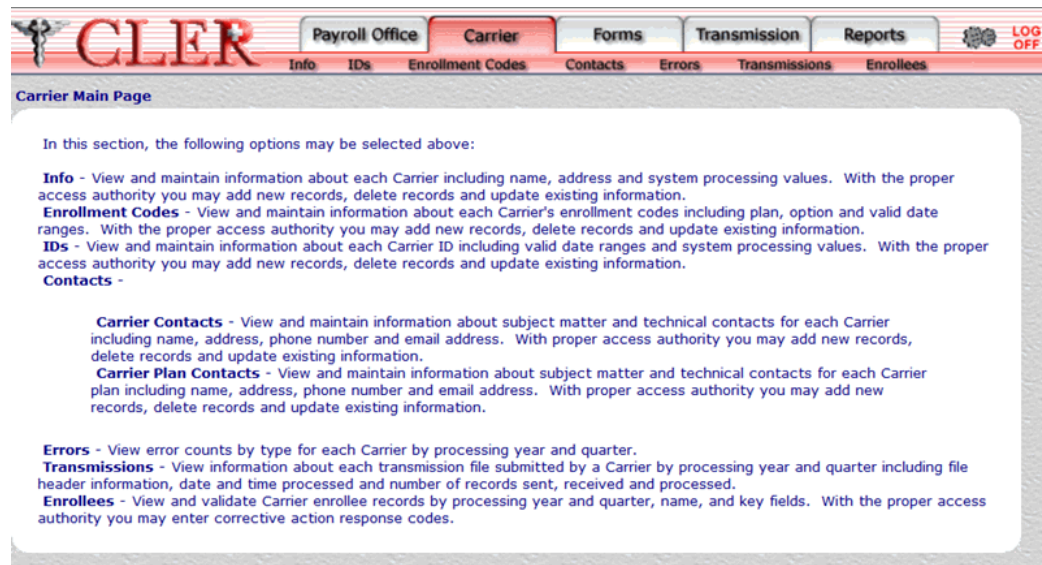 CLER
Payroll Office Carrier Forms Transmission Reports LOG OFF
Info IDs Enrollment Codes Contacts Errors Transmissions Enrollees
Carrier Main Page
In this section, the following options may be selected above:
Info - View and maintain information about each Carrier including name, address and system processing values. With the proper
access authority you may add new records, delete records and update existing information.
Enrollment Codes - View and maintain information about each Carrier's enrollment codes including plan, option and valid date
ranges. With the proper access authority you may add new records, delete records and update existing information.
IDs - View and maintain information about each Carrier ID including valid date ranges and system processing values. With the proper
access authority you may add new records, delete records and update existing information.
Contacts -
Carrier Contacts - View and maintain information about subject matter and technical contacts for each Carrier
including name, address, phone number and email address. With proper access authority you may add new records,
delete records and update existing information.
Carrier Plan Contacts - View and maintain information about subject matter and technical contacts for each Carrier
plan including name, address, phone number and email address. With proper access authority you may add new
records, delete records and update existing information.
Errors - View error counts by type for each Carrier by processing year and quarter.
Transmissions - View information about each transmission file submitted by a Carrier by processing year and quarter including file
header information, date and time processed and number of records sent, received and processed.
Enrollees - View and validate Carrier enrollee records by processing year and quarter, name, and key fields. With the proper access
authority you may enter corrective action response codes.